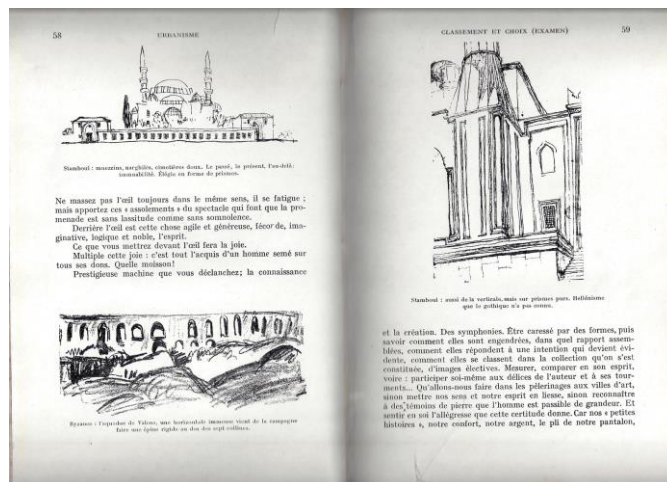 58
URBANISME
Stamboul : muezzins, narghilés, cimetières doux. Le passé, le présent, l'au-delà :
immuabilité. Élégie en forme de prismes.
Ne massez pas l'œil toujours dans le même sens, il se fatigue ;
mais apportez ces « assolements » du spectacle qui font que la pro-
menade est sans lassitude comme sans somnolence.
Derrière l'œil est cette chose agile et généreuse, féconde, ima-
ginative, logique et noble, l'esprit.
Ce que vous mettrez devant l'œil fera la joie.
Multiple cette joie : c'est tout l'acquis d'un homme semé sur
tous ses dons. Quelle moisson!
Prestigieuse machine que vous déclanchez; la connaissance
Byzance : l'aqueduc de Valens, une horizontale immense vient de la campagne
faire une épine rigide au dos des sept collines.
CLASSEMENT ET CHOIX (EXAMEN)
59
Stamboul : aussi de la verticale, mais sur prismes purs. Hellénisme
que le gothique n'a pas connu.
et la création. Des symphonies. Être caressé par des formes, puis
savoir comment elles sont engendrées, dans quel rapport assem-
blées, comment elles répondent à une intention qui devient évi-
dente, comment elles se classent dans la collection qu'on s'est
constituée, d'images électives. Mesurer, comparer en son esprit,
voire : participer soi-même aux délices de l'auteur et à ses tour-
ments... Qu'allons-nous faire dans les pèlerinages aux villes d'art,
sinon mettre nos sens et notre esprit en liesse, sinon reconnaître
à des témoins de pierre que l'homme est passible de grandeur. Et
sentir en soi l'allégresse que cette certitude donne. Car nos « petites
histoires », notre confort, notre argent, le pli de notre pantalon,